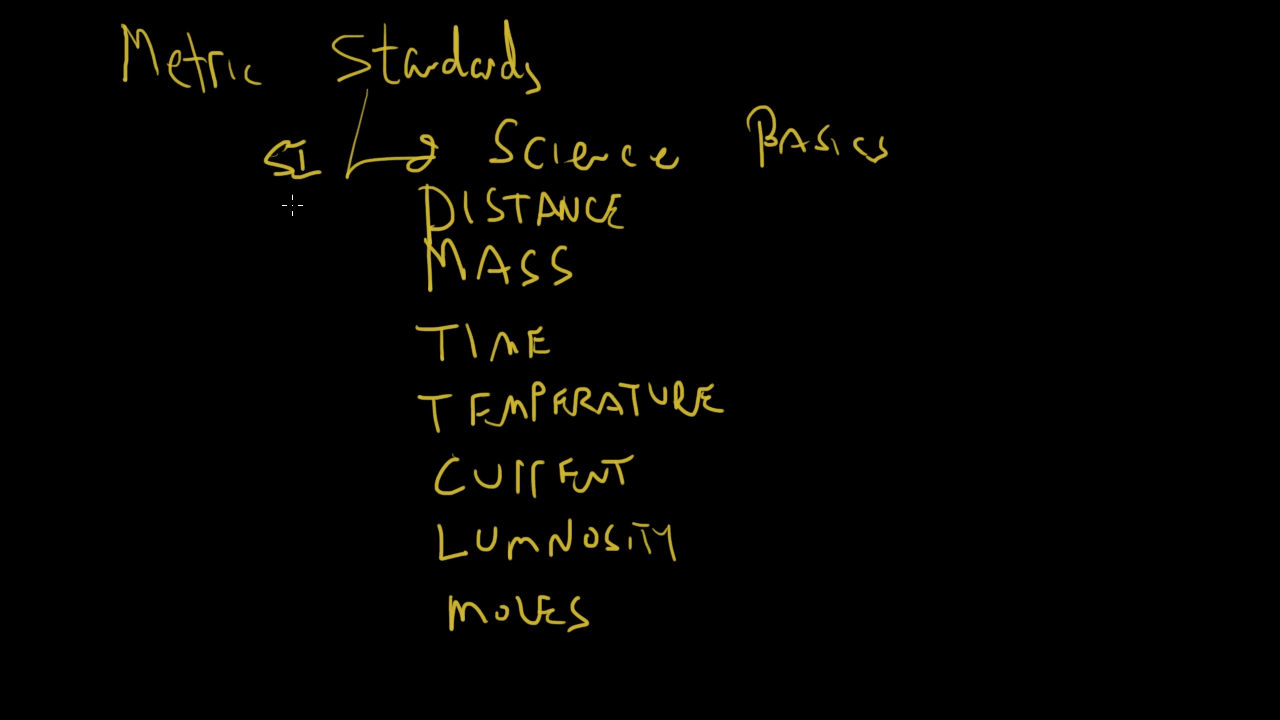 Metric Standards
SI Science BASICS
DISTANCE
MASS
TIME
TEMPERATURE
CURRENT
LUMNOSITY
MOLES